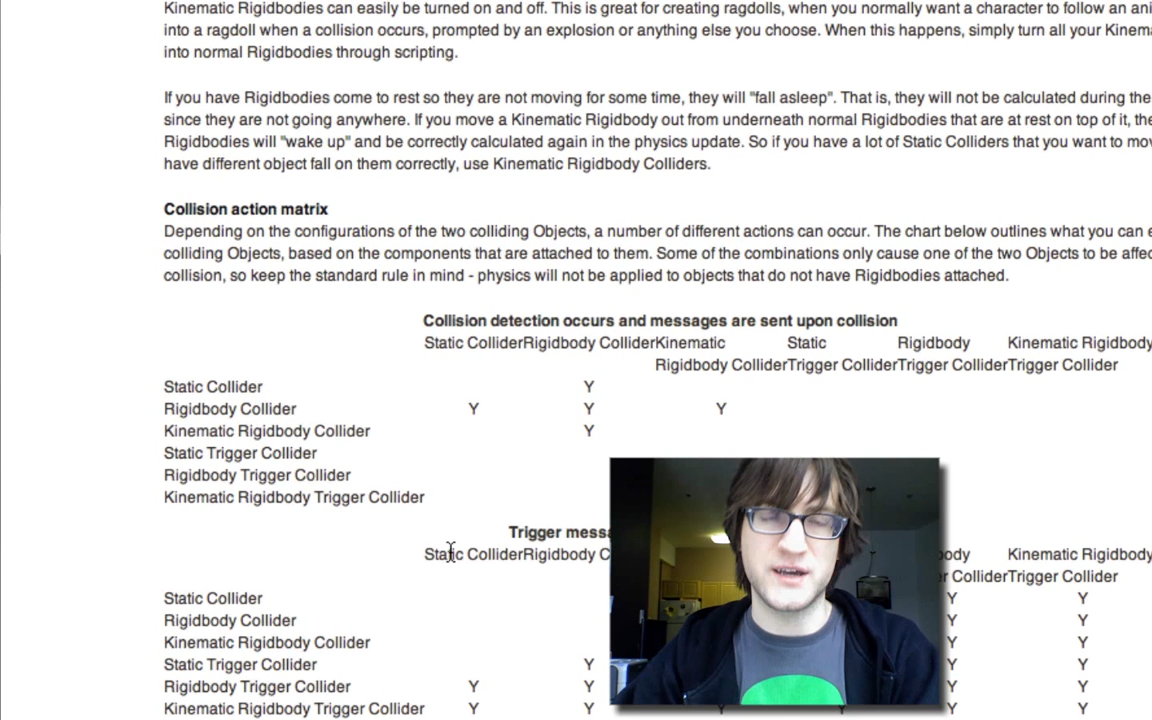 Kinematic Rigidbodies can easily be turned on and off. This is great for creating ragdolls, when you normally want a character to follow an ani
into a ragdoll when a collision occurs, prompted by an explosion or anything else you choose. When this happens, simply turn all your Kinem
into normal Rigidbodies through scripting.
If you have Rigidbodies come to rest so they are not moving for some time, they will "fall asleep". That is, they will not be calculated during the
since they are not going anywhere. If you move a Kinematic Rigidbody out from underneath normal Rigidbodies that are at rest on top of it, the
Rigidbodies will "wake up" and be correctly calculated again in the physics update. So if you have a lot of Static Colliders that you want to mov
have different object fall on them correctly, use Kinematic Rigidbody Colliders.
Collision action matrix
Depending on the configurations of the two colliding Objects, a number of different actions can occur. The chart below outlines what you can e
colliding Objects, based on the components that are attached to them. Some of the combinations only cause one of the two Objects to be affec
collision, so keep the standard rule in mind - physics will not be applied to objects that do not have Rigidbodies attached.
Collision detection occurs and messages are sent upon collision
Static ColliderRigidbody ColliderKinematic Static Rigidbody Kinematic Rigidbody
Rigidbody ColliderTrigger ColliderTrigger ColliderTrigger Collider
Static Collider Y
Rigidbody Collider Y Y Y
Kinematic Rigidbody Collider Y
Static Trigger Collider
Rigidbody Trigger Collider
Kinematic Rigidbody Trigger Collider
Trigger messa
Static ColliderRigidbody C body Kinematic Rigidbody
r ColliderTrigger Collider
Static Collider Y Y
Rigidbody Collider Y Y
Kinematic Rigidbody Collider Y Y
Static Trigger Collider Y Y Y
Rigidbody Trigger Collider Y Y Y Y
Kinematic Rigidbody Trigger Collider Y Y Y Y Y Y